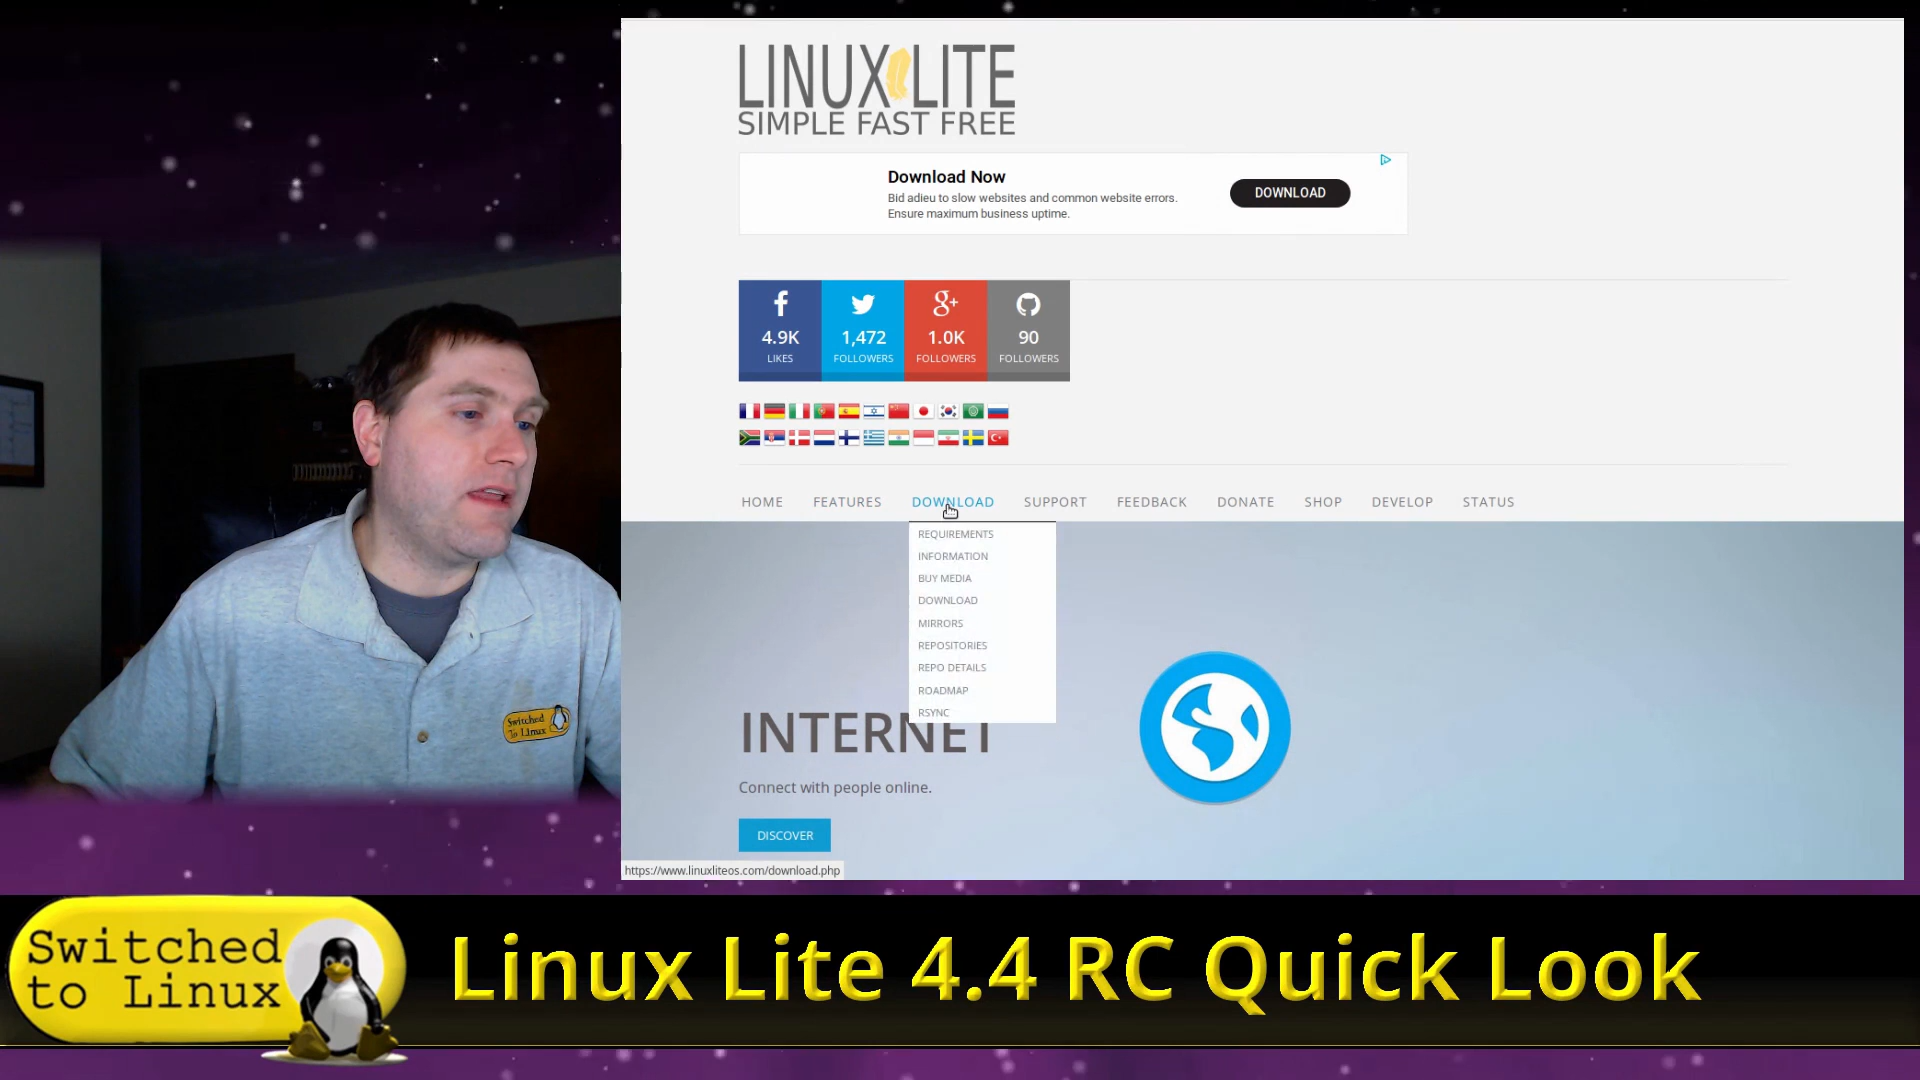 LINUX LITE
SIMPLE FAST FREE
Download Now
Bid adieu to slow websites and common website errors.
Ensure maximum business uptime.
DOWNLOAD
4.9K
LIKES
1,472
FOLLOWERS
1.0K
FOLLOWERS
90
FOLLOWERS
HOME FEATURES DOWNLOAD SUPPORT FEEDBACK DONATE SHOP DEVELOP STATUS
REQUIREMENTS
INFORMATION
BUY MEDIA
DOWNLOAD
MIRRORS
REPOSITORIES
REPO DETAILS
ROADMAP
RSYNC
INTERNET
Connect with people online.
DISCOVER
https://www.linuxliteos.com/download.php
Switched
To Linux
Switched
to Linux
Linux Lite 4.4 RC Quick Look